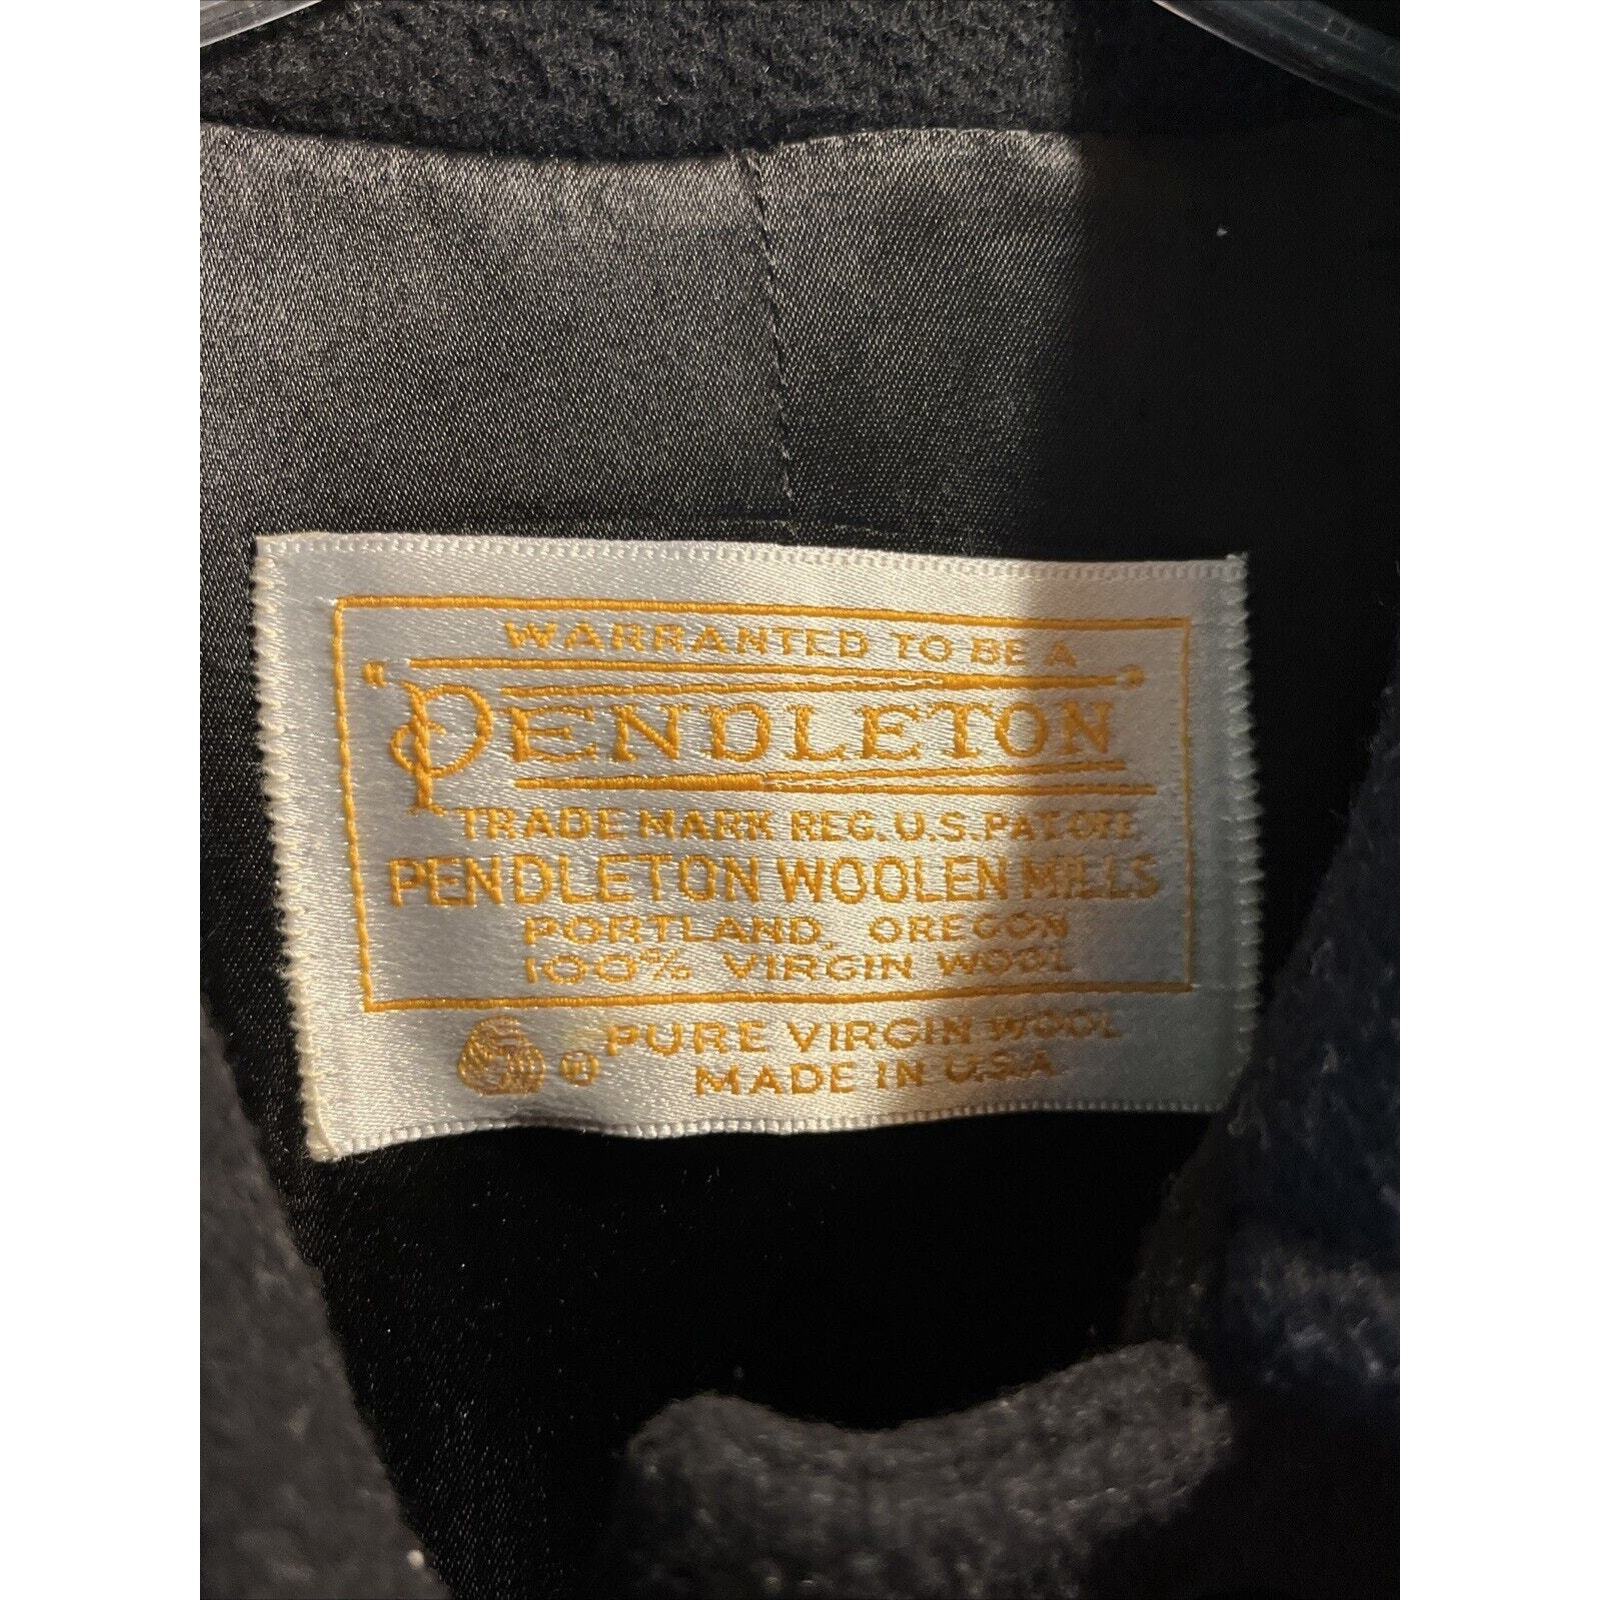 WARRANTED TO BE A
PENDLETON
TRADE MARK REG. U.S. PAT. OFF.
PENDLETON WOOLEN MILLS
PORTLAND, OREGON
100% VIRGIN WOOL
PURE VIRGIN WOOL
® MADE IN U.S.A.